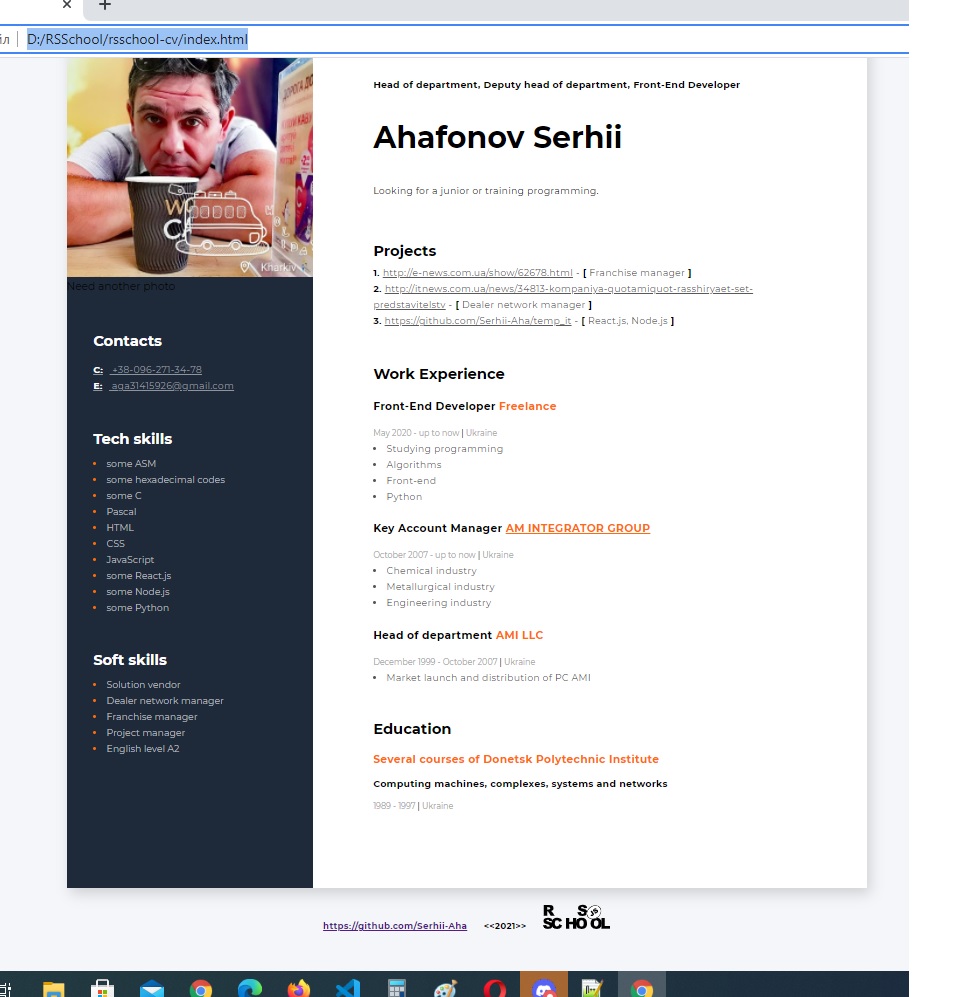 D:/RSSchool/rsschool-cv/index.html
Kharkiv
Need another photo
Contacts
C: +38-096-271-34-78
E: aga31415926@gmail.com
Tech skills
some ASM
some hexadecimal codes
some C
Pascal
HTML
CSS
JavaScript
some React.js
some Node.js
some Python
Soft skills
Solution vendor
Dealer network manager
Franchise manager
Project manager
English level A2
Head of department, Deputy head of department, Front-End Developer
Ahafonov Serhii
Looking for a junior or training programming.
Projects
1. http://e-news.com.ua/show/62678.html - [ Franchise manager ]
2. http://itnews.com.ua/news/34813-kompaniya-quotamiquot-rasshiryaet-set-
predstavitelstv - [ Dealer network manager ]
3. https://github.com/Serhii-Aha/temp_it - [ React.js, Node.js ]
Work Experience
Front-End Developer Freelance
May 2020 - up to now | Ukraine
Studying programming
Algorithms
Front-end
Python
Key Account Manager AM INTEGRATOR GROUP
October 2007 - up to now | Ukraine
Chemical industry
Metallurgical industry
Engineering industry
Head of department AMI LLC
December 1999 - October 2007 | Ukraine
Market launch and distribution of PC AMI
Education
Several courses of Donetsk Polytechnic Institute
Computing machines, complexes, systems and networks
1989 - 1997 | Ukraine
https://github.com/Serhii-Aha <<2021>>
R S
SCHOOL